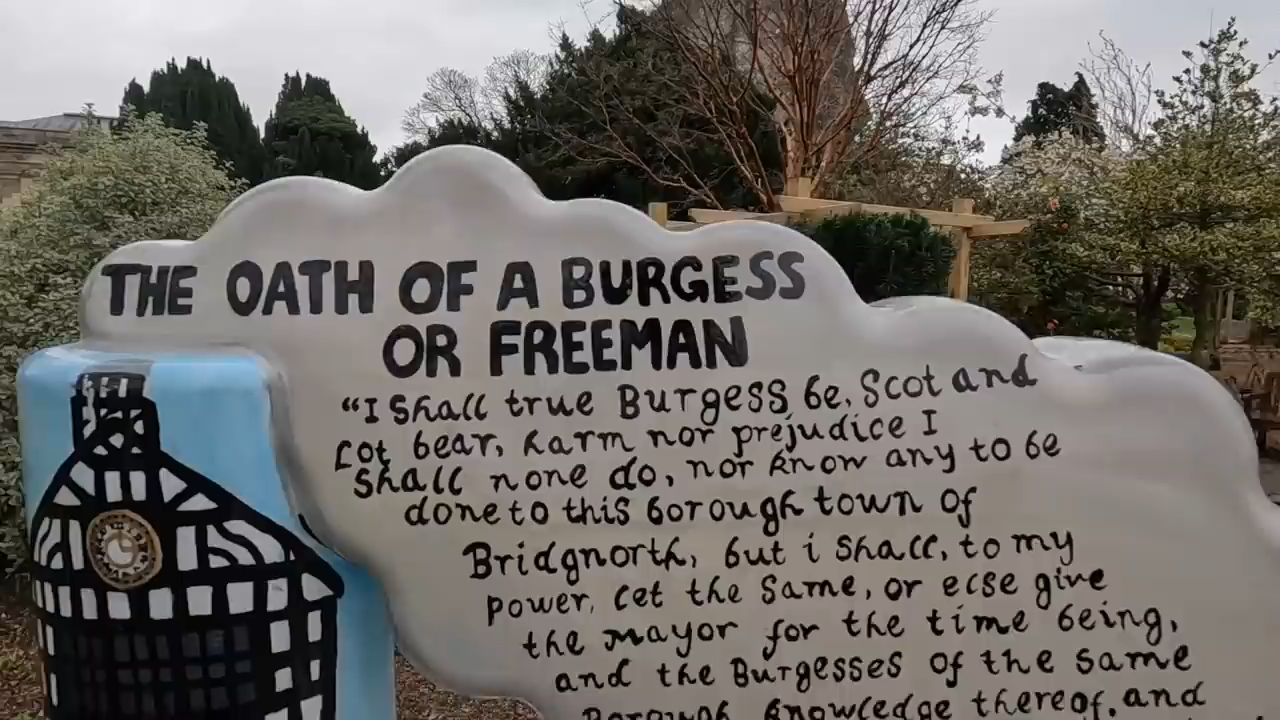 THE OATH OF A BURGESS
OR FREEMAN
"I Shall true Burgess be, Scot and
Lot bear, harm nor prejudice I
shall none do, nor know any to be
done to this borough town of
Bridgnorth, but i shall, to my
power, let the same, or else give
the mayor for the time being,
and the Burgesses of the same
Borough knowledge thereof, and